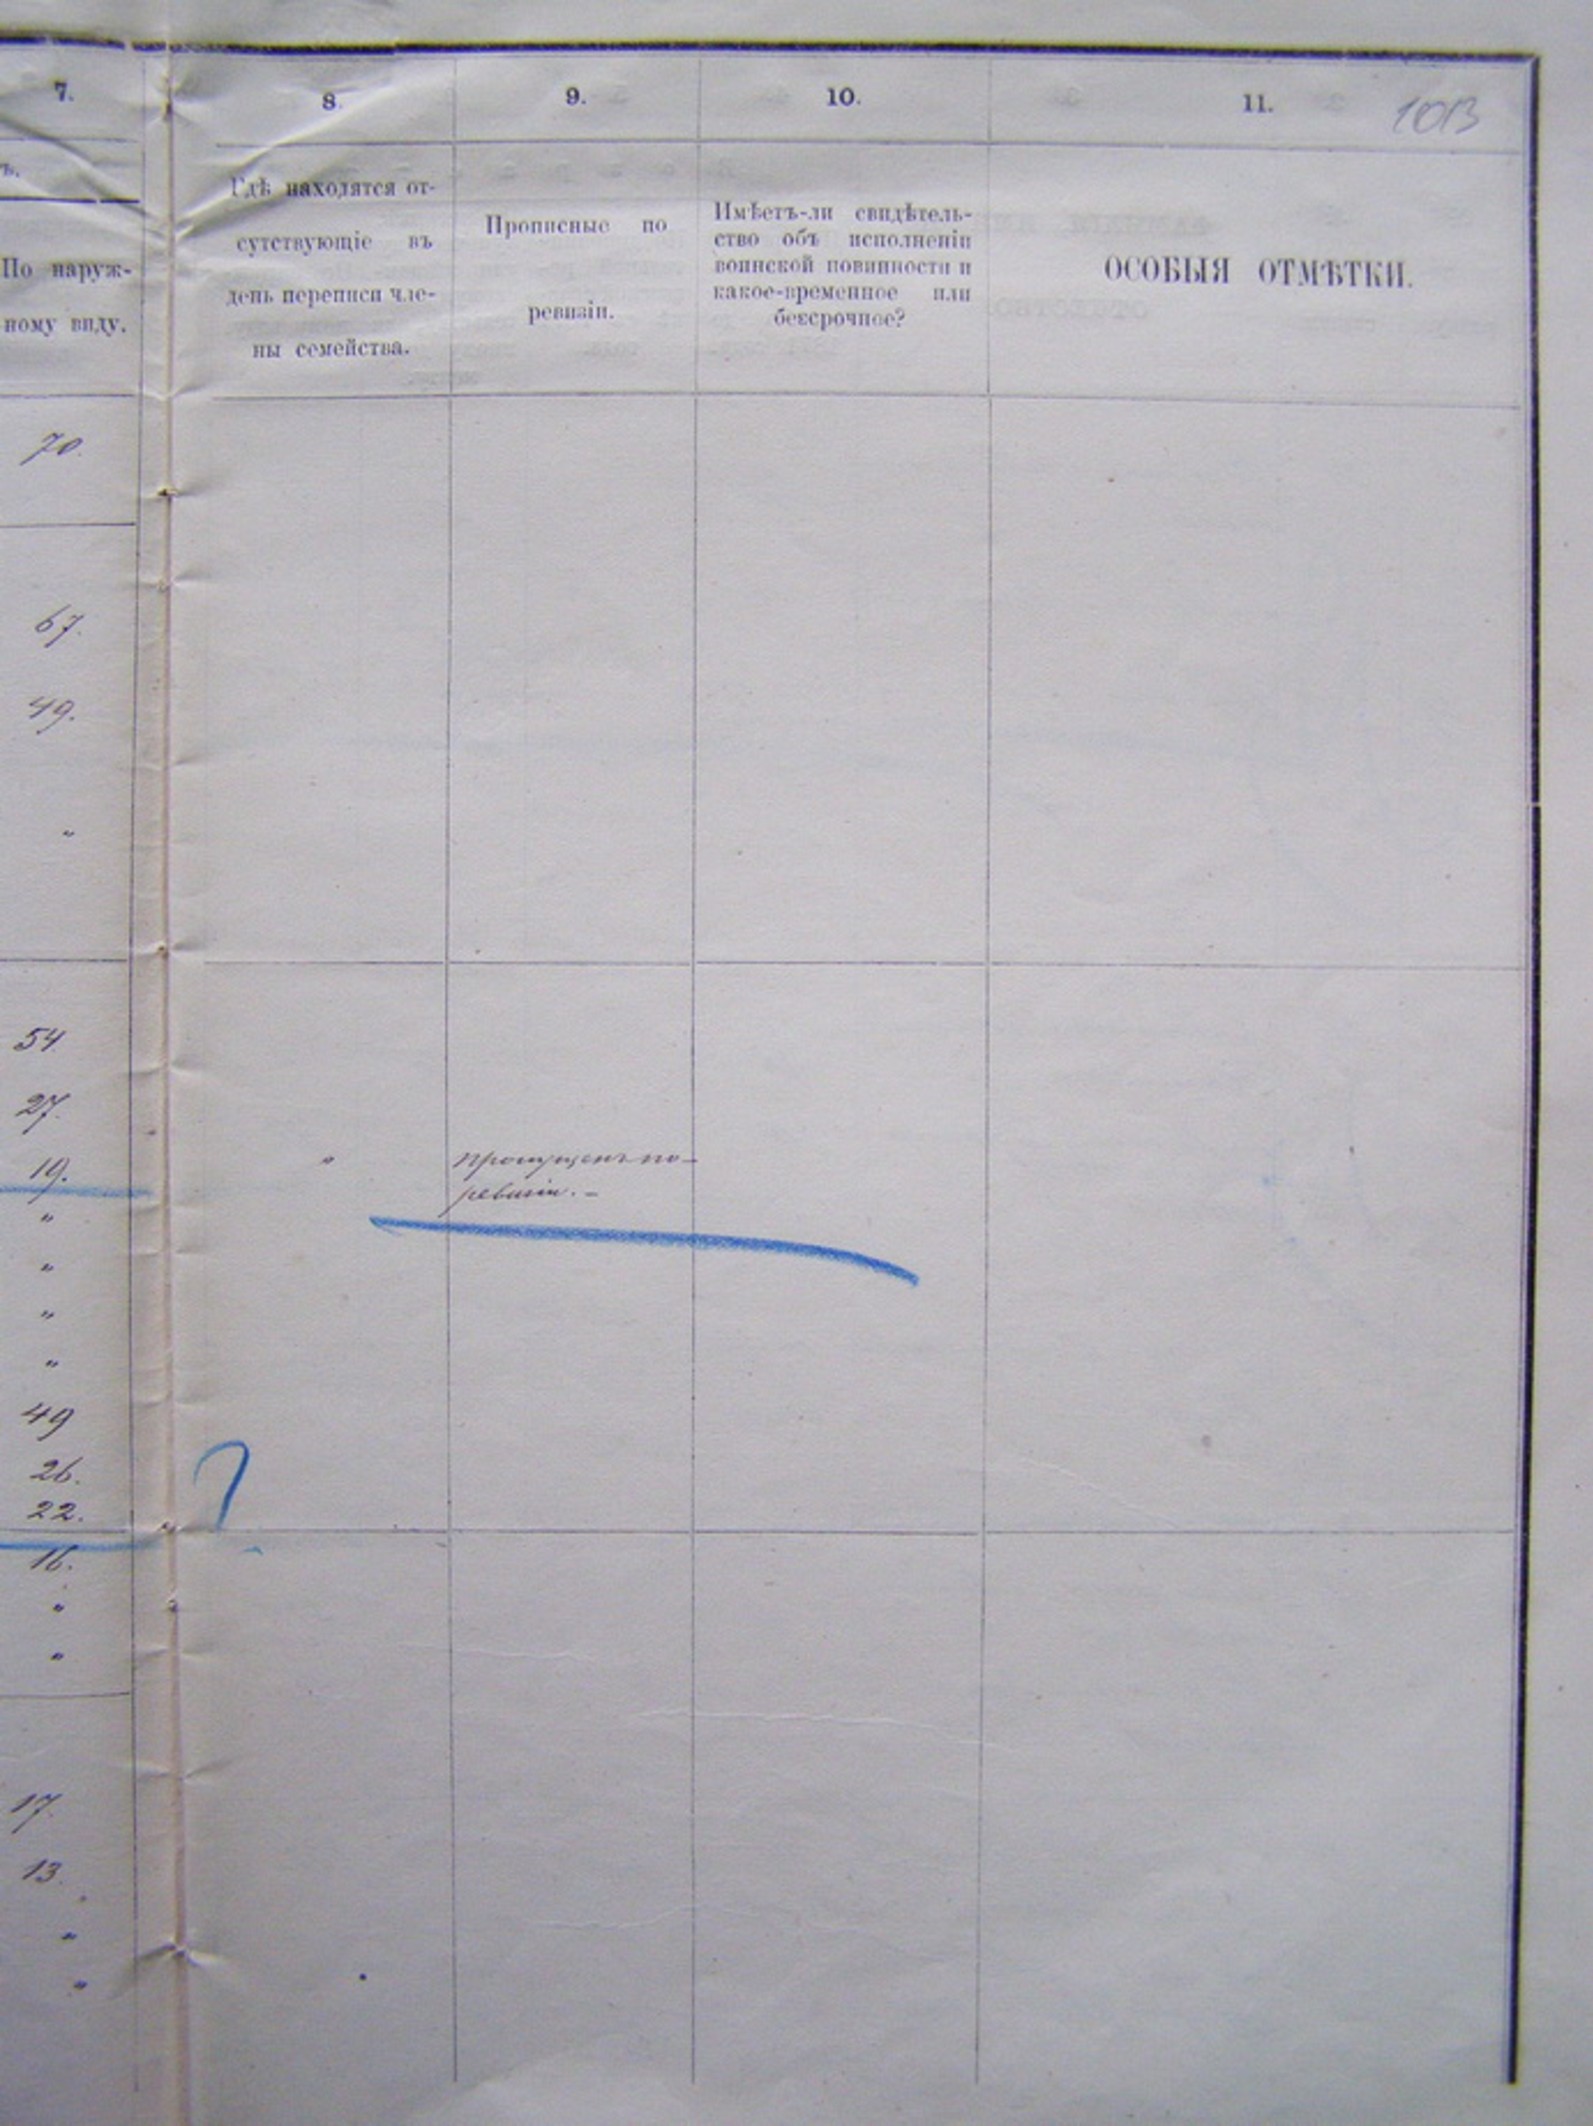 7.
8.
9.
10.
11.
1013
ъ.
По наруж-
ному виду.
Гдѣ находятся от-
сутствующіе въ
день переписи чле-
ны семейства.
Прописные по
ревизіи.
Имѣетъ-ли свидѣтель-
ство объ исполненіи
воинской повинности и
какое-временное или
безсрочное?
ОСОБЫЯ ОТМѢТКИ.
70.
67.
49.
"
54.
27.
19. " пропущенъ по-
ревизіи. –
"
"
"
"
49
26.
22.
?
16.
"
"
17.
13.
"
"